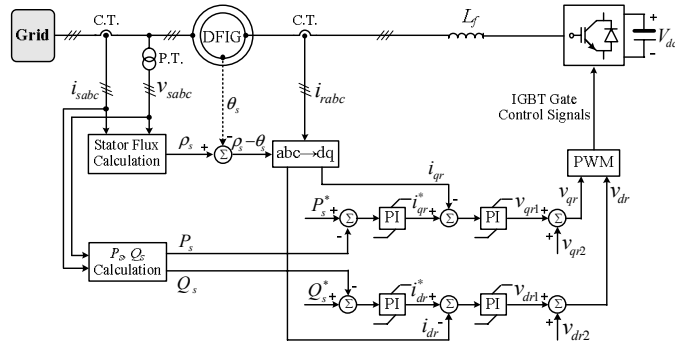 Grid
C.T.
DFIG
C.T.
L_f
V_dc
+
-
P.T.
i_sabc
v_sabc
θ_s
i_rabc
IGBT Gate
Control Signals
Stator Flux
Calculation
ρ_s
+
Σ
-
ρ_s−θ_s
abc→dq
PWM
i_qr
v_qr
v_dr
P_s*
+
Σ
-
PI
i_qr*
+
Σ
-
PI
v_qr1
+
Σ
+
v_qr2
P_s, Q_s
Calculation
P_s
Q_s
Q_s*
+
Σ
-
PI
i_dr*
+
Σ
-
PI
v_dr1
+
Σ
+
v_dr2
i_dr